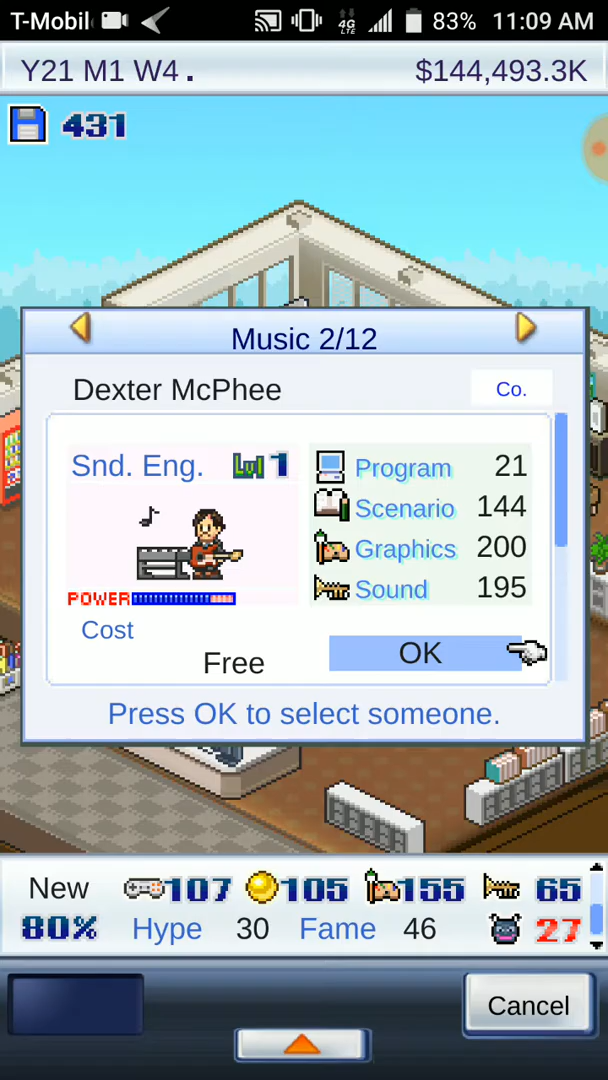 T-Mobil 4G LTE 83% 11:09 AM
Y21 M1 W4. $144,493.3K
431
Music 2/12
Dexter McPhee Co.
Snd. Eng. Lvl 1
Program 21
Scenario 144
Graphics 200
Sound 195
POWER
Cost
Free
OK
Press OK to select someone.
New 107 105 155 65
80% Hype 30 Fame 46 27
Cancel